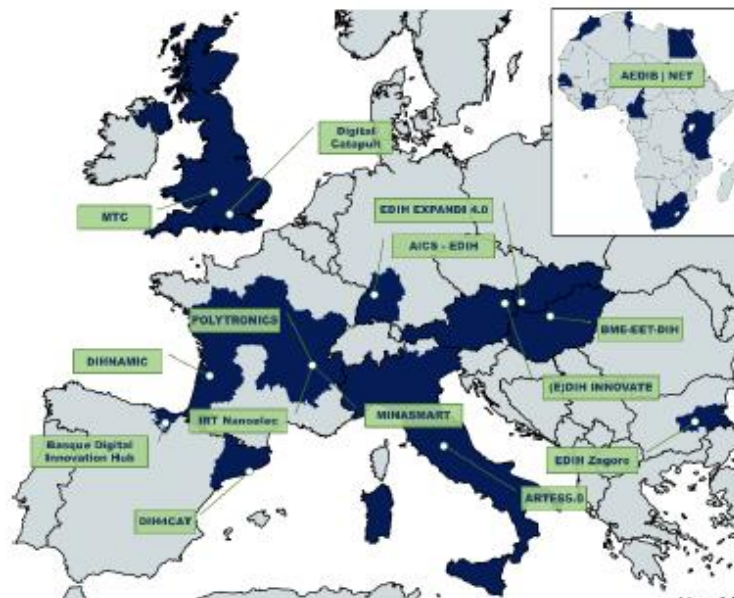 AEDIB | NET
Digital
Catapult
MTC
EDIH EXPANDI 4.0
AICS - EDIH
POLYTRONICS
BME-EET-DIH
DIHNAMIC
(E)DIH INNOVATE
IRT Nanoelec
MINASMART
Basque Digital
Innovation Hub
EDIH Zagore
DIH4CAT
ARTES5.0